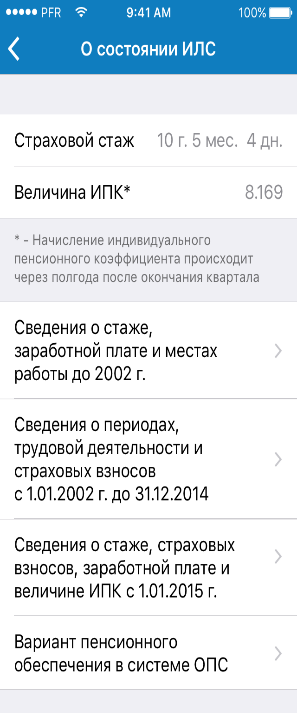 PFR 9:41 AM 100%
О состоянии ИЛС
Страховой стаж 10 г. 5 мес. 4 дн.
Величина ИПК* 8.169
* - Начисление индивидуального
пенсионного коэффициента происходит
через полгода после окончания квартала
Сведения о стаже,
заработной плате и местах
работы до 2002 г.
Сведения о периодах,
трудовой деятельности и
страховых взносов
с 1.01.2002 г. до 31.12.2014
Сведения о стаже, страховых
взносов, заработной плате и
величине ИПК с 1.01.2015 г.
Вариант пенсионного
обеспечения в системе ОПС